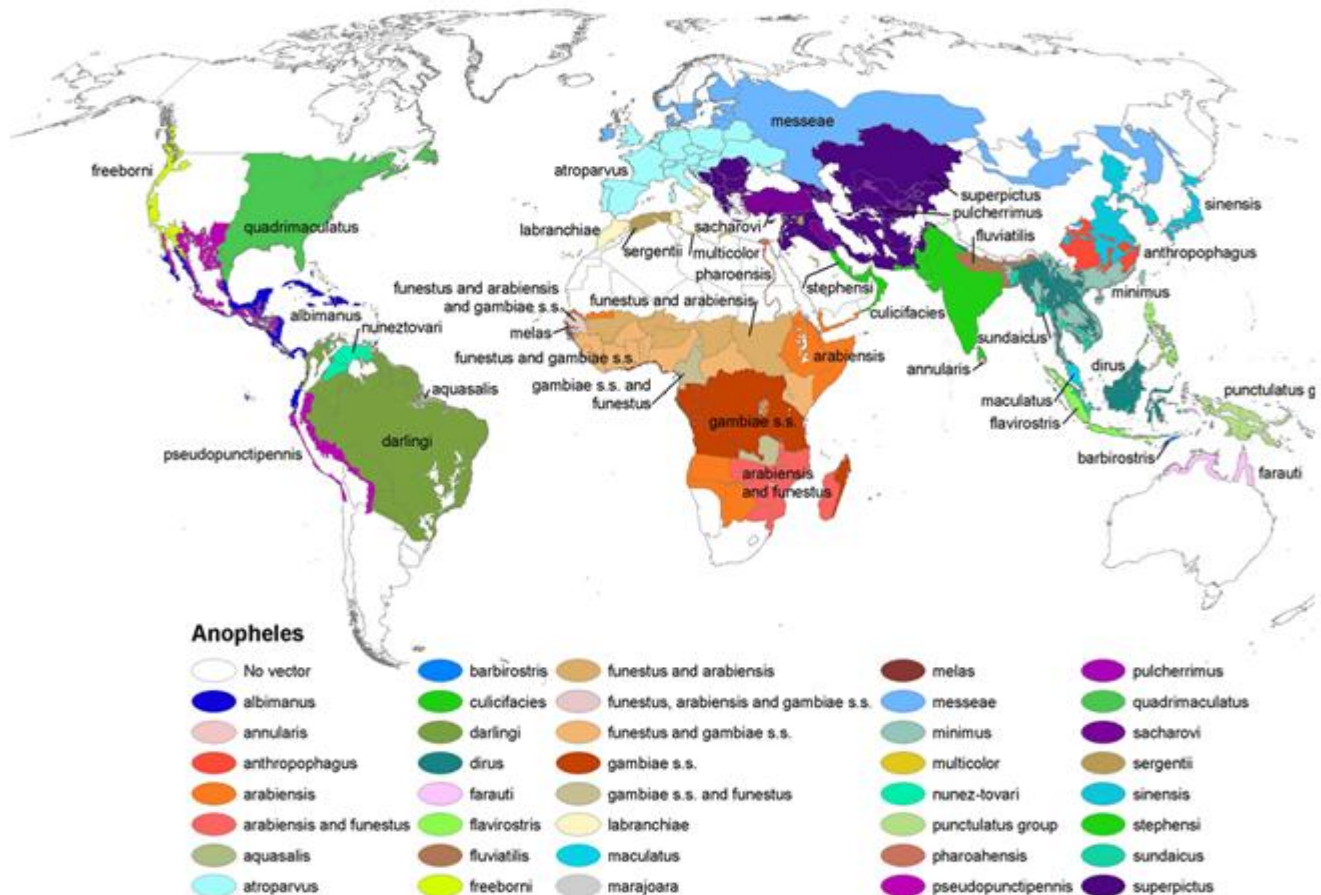 messeae
freeborni
atroparvus
superpictus
sinensis
quadrimaculatus
labranchiae
sacharovi
pulcherrimus
sergentii
multicolor
fluviatilis
anthropophagus
pharoensis
funestus and arabiensis
and gambiae s.s.
funestus and arabiensis
stephensi
albimanus
culicifacies
minimus
nuneztovari
melas
sundaicus
funestus and gambiae s.s.
arabiensis
annularis
dirus
aquasalis
gambiae s.s. and
funestus
maculatus
punctulatus g
darlingi
gambiae s.s.
flavirostris
pseudopunctipennis
arabiensis
and funestus
barbirostris
farauti
Anopheles
No vector
albimanus
annularis
anthropophagus
arabiensis
arabiensis and funestus
aquasalis
atroparvus
barbirostris
culicifacies
darlingi
dirus
farauti
flavirostris
fluviatilis
freeborni
funestus and arabiensis
funestus, arabiensis and gambiae s.s.
funestus and gambiae s.s.
gambiae s.s.
gambiae s.s. and funestus
labranchiae
maculatus
marajoara
melas
messeae
minimus
multicolor
nunez-tovari
punctulatus group
pharoahensis
pseudopunctipennis
pulcherrimus
quadrimaculatus
sacharovi
sergentii
sinensis
stephensi
sundaicus
superpictus